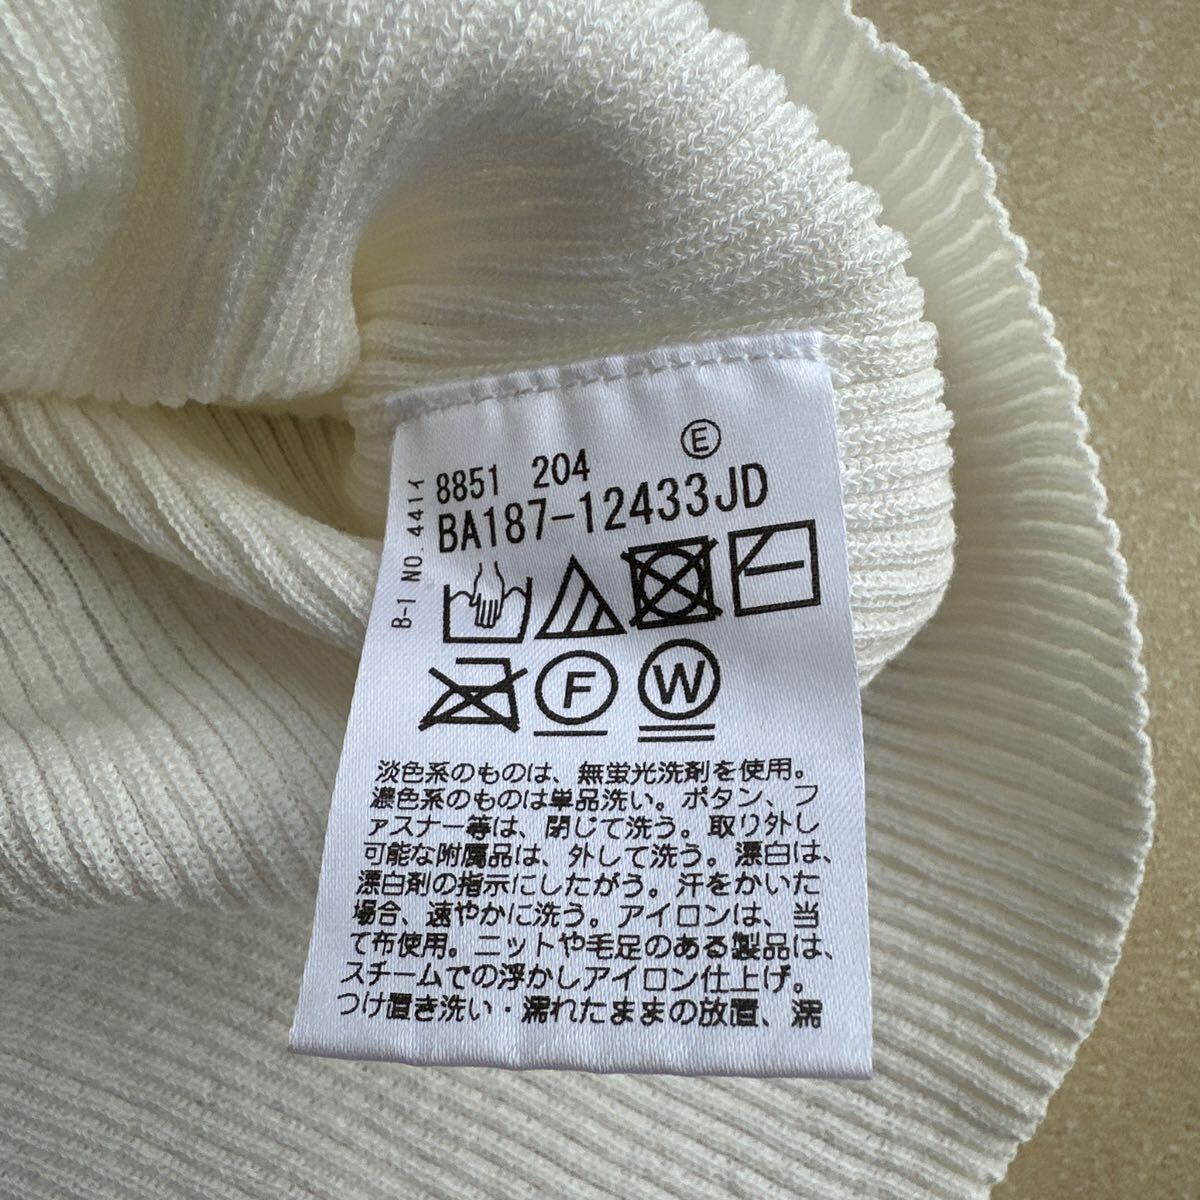 E
8851 204
BA187-12433JD
B-1 NO.441イ
F
W
淡色系のものは、無蛍光洗剤を使用。
濃色系のものは単品洗い。ボタン、フ
ァスナー等は、閉じて洗う。取り外し
可能な附属品は、外して洗う。漂白は、
漂白剤の指示にしたがう。汗をかいた
場合、速やかに洗う。アイロンは、当
て布使用。ニットや毛足のある製品は、
スチームでの浮かしアイロン仕上げ。
つけ置き洗い・濡れたままの放置、濡